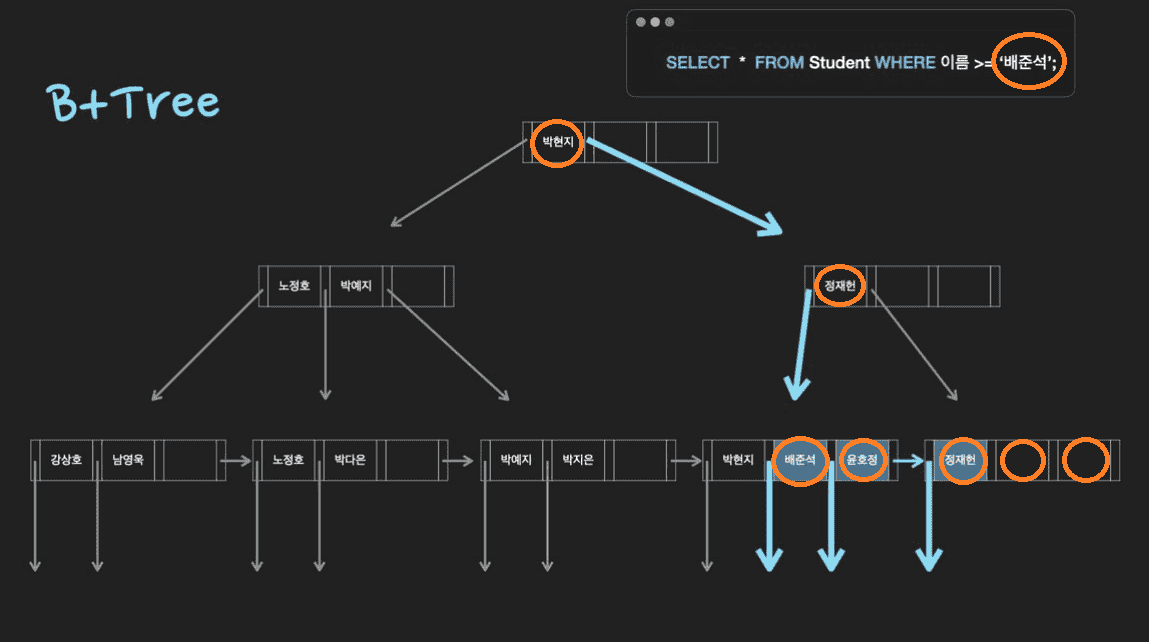 SELECT * FROM Student WHERE 이름 >= '배준석';
B+Tree
박현지
노정호 박예지
정재헌
강상호 남영욱
노정호 박다은
박예지 박지은
박현지 배준석 윤호정
정재헌